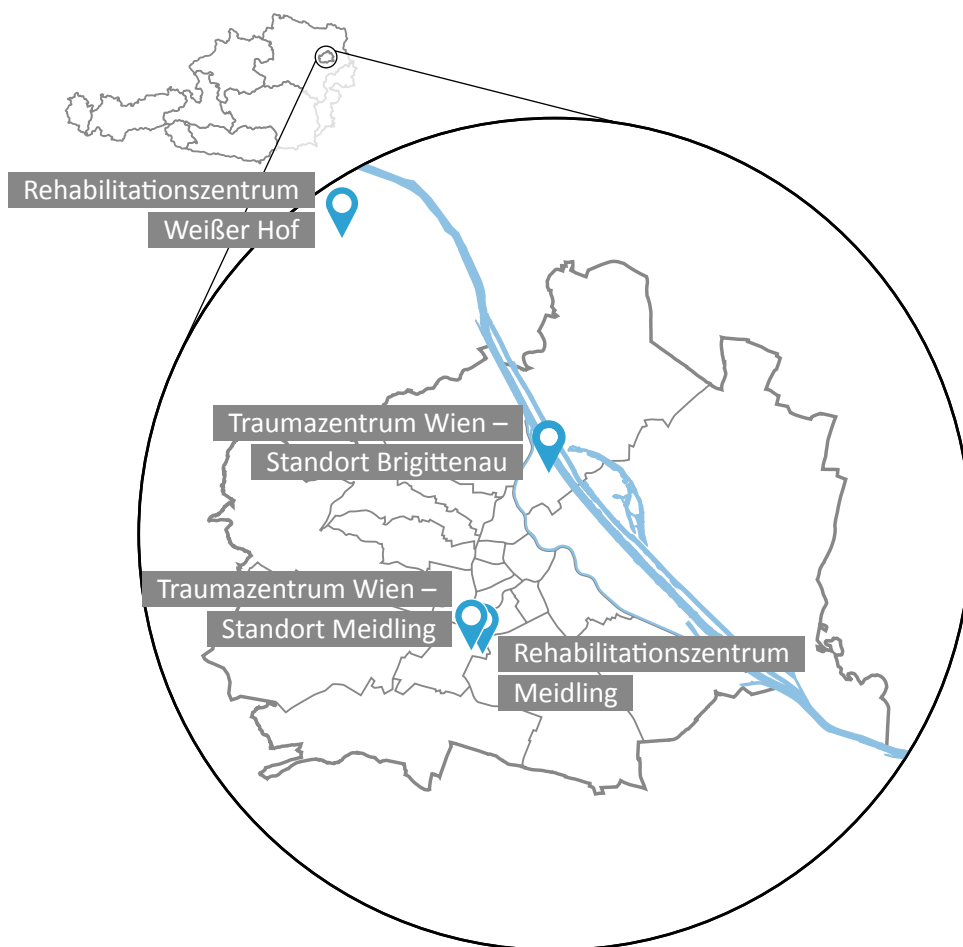 Rehabilitationszentrum
Weißer Hof
Traumazentrum Wien –
Standort Brigittenau
Traumazentrum Wien –
Standort Meidling
Rehabilitationszentrum
Meidling